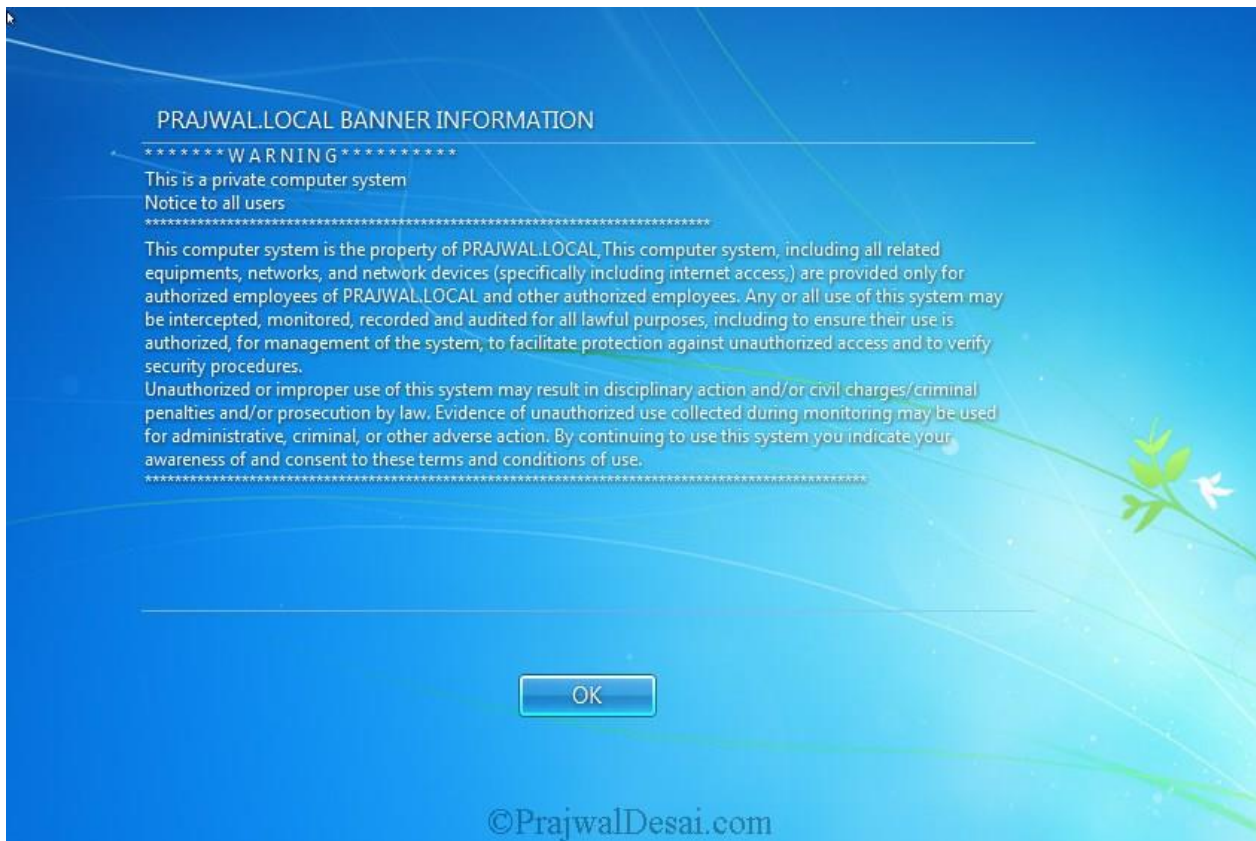 PRAJWAL.LOCAL BANNER INFORMATION
*******WARNING**********
This is a private computer system
Notice to all users
******************************************************************************
This computer system is the property of PRAJWAL.LOCAL,This computer system, including all related
equipments, networks, and network devices (specifically including internet access,) are provided only for
authorized employees of PRAJWAL.LOCAL and other authorized employees. Any or all use of this system may
be intercepted, monitored, recorded and audited for all lawful purposes, including to ensure their use is
authorized, for management of the system, to facilitate protection against unauthorized access and to verify
security procedures.
Unauthorized or improper use of this system may result in disciplinary action and/or civil charges/criminal
penalties and/or prosecution by law. Evidence of unauthorized use collected during monitoring may be used
for administrative, criminal, or other adverse action. By continuing to use this system you indicate your
awareness of and consent to these terms and conditions of use.
****************************************************************************************************
OK
©PrajwalDesai.com